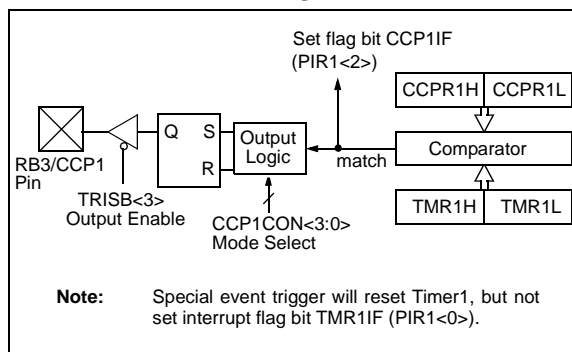 Set flag bit CCP1IF
(PIR1<2>)
CCPR1H CCPR1L
Q S Output
Logic
R
match
Comparator
RB3/CCP1
Pin
TRISB<3>
Output Enable
CCP1CON<3:0>
Mode Select
TMR1H TMR1L
Note: Special event trigger will reset Timer1, but not
set interrupt flag bit TMR1IF (PIR1<0>).